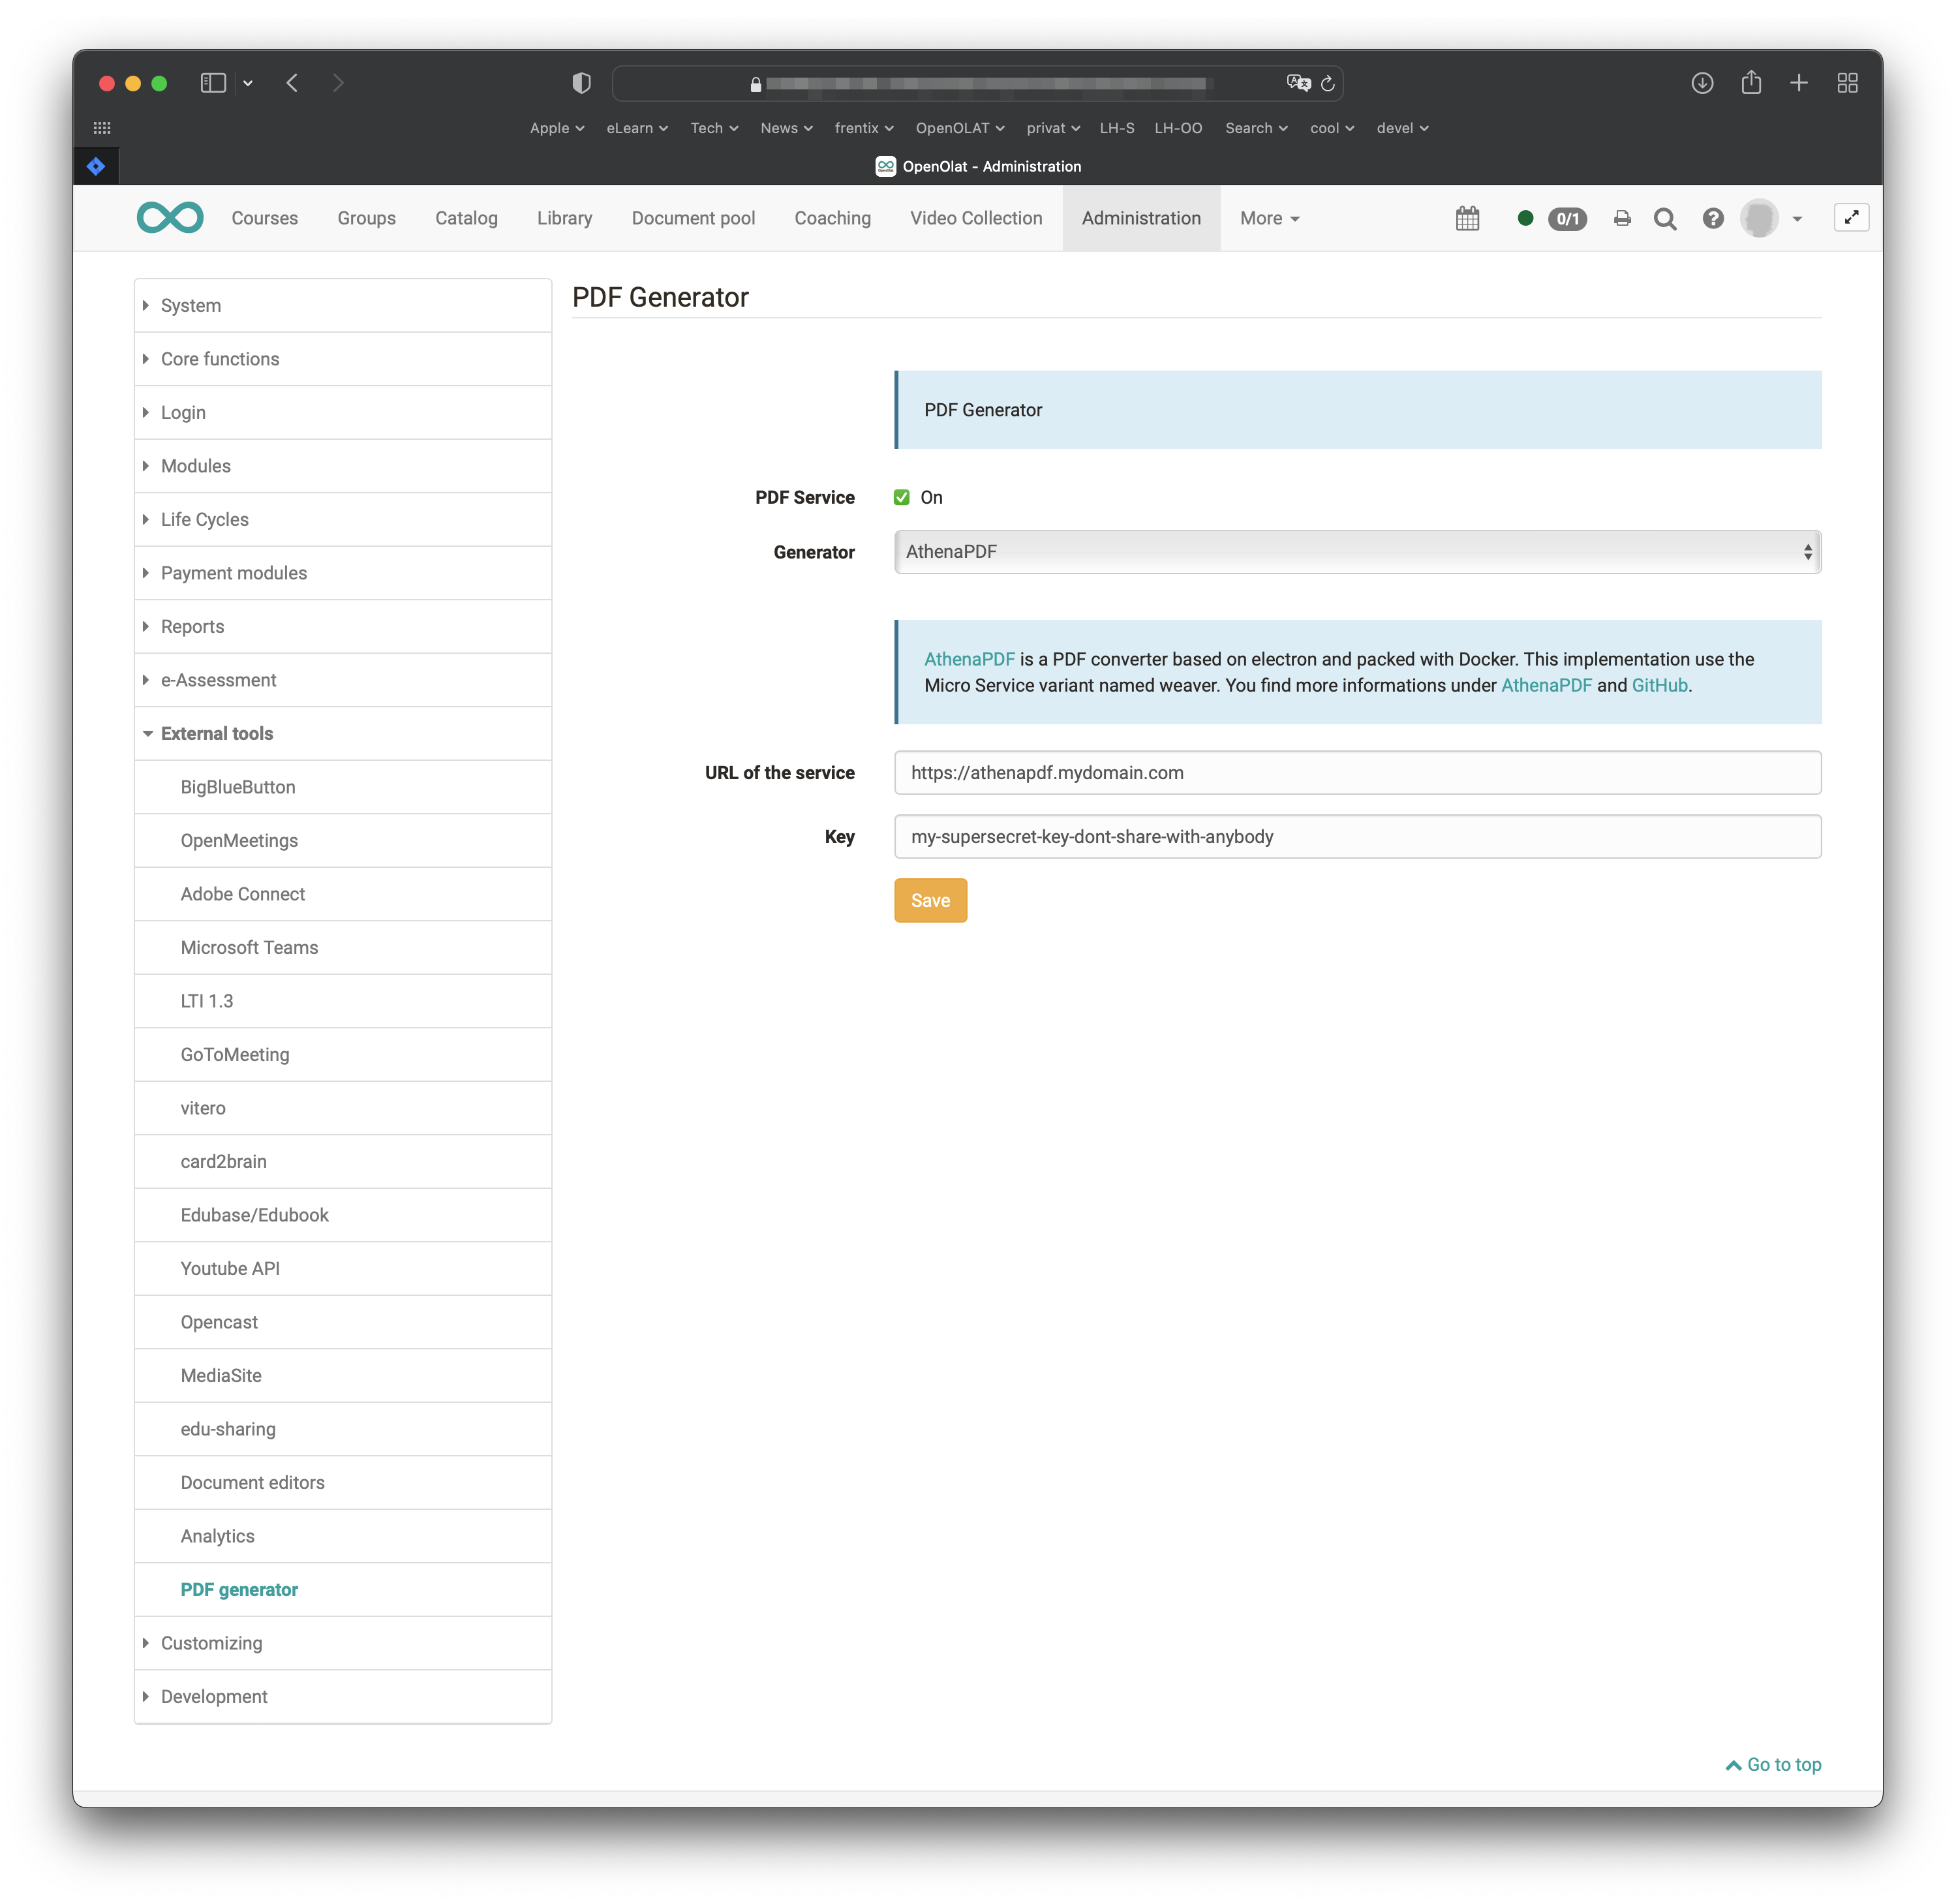 Apple eLearn Tech News frentix OpenOLAT privat LH-S LH-OO Search cool devel
OpenOlat - Administration
Courses Groups Catalog Library Document pool Coaching Video Collection Administration More 0/1
System
Core functions
Login
Modules
Life Cycles
Payment modules
Reports
e-Assessment
External tools
BigBlueButton
OpenMeetings
Adobe Connect
Microsoft Teams
LTI 1.3
GoToMeeting
vitero
card2brain
Edubase/Edubook
Youtube API
Opencast
MediaSite
edu-sharing
Document editors
Analytics
PDF generator
Customizing
Development
PDF Generator
PDF Generator
PDF Service On
Generator AthenaPDF
AthenaPDF is a PDF converter based on electron and packed with Docker. This implementation use the
Micro Service variant named weaver. You find more informations under AthenaPDF and GitHub.
URL of the service https://athenapdf.mydomain.com
Key my-supersecret-key-dont-share-with-anybody
Save
Go to top